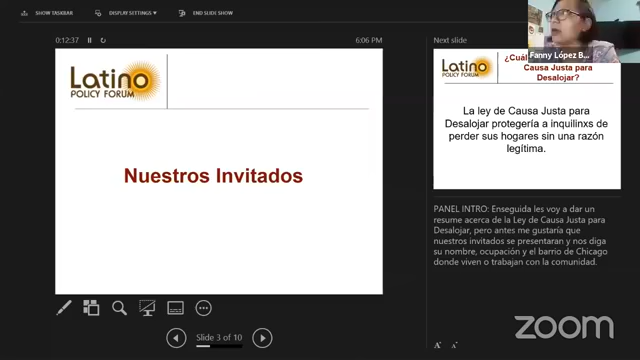 SHOW TASKBAR
DISPLAY SETTINGS
END SLIDE SHOW
0:12:37
6:06 PM
Latino
POLICY FORUM
Nuestros Invitados
Slide 3 of 10
Fanny López B...
Next slide
Latino
POLICY FORUM
¿Cuál
Causa Justa para
Desalojar?
La ley de Causa Justa para
Desalojar protegería a inquilinxs de
perder sus hogares sin una razón
legítima.
PANEL INTRO: Enseguida les voy a dar un
resume acerca de la Ley de Causa Justa para
Desalojar, pero antes me gustaría que
nuestros invitados se presentaran y nos diga
su nombre, ocupación y el barrio de Chicago
donde viven o trabajan con la comunidad.
A A
zoom